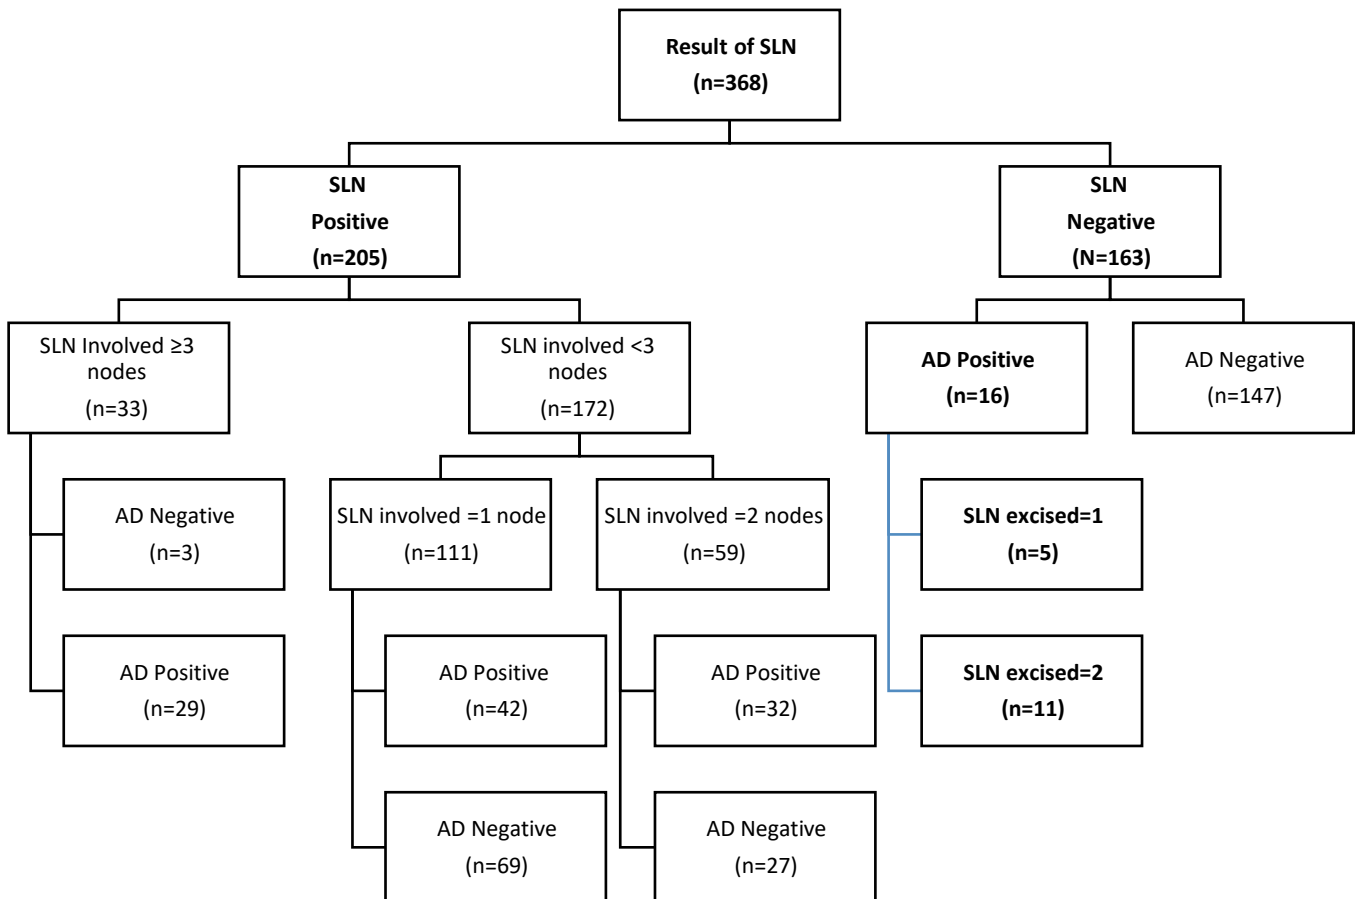 Result of SLN
(n=368)
SLN
Positive
(n=205)
SLN
Negative
(N=163)
SLN Involved ≥3
nodes
(n=33)
SLN involved <3
nodes
(n=172)
AD Positive
(n=16)
AD Negative
(n=147)
AD Negative
(n=3)
SLN involved =1 node
(n=111)
SLN involved =2 nodes
(n=59)
SLN excised=1
(n=5)
AD Positive
(n=29)
AD Positive
(n=42)
AD Positive
(n=32)
SLN excised=2
(n=11)
AD Negative
(n=69)
AD Negative
(n=27)